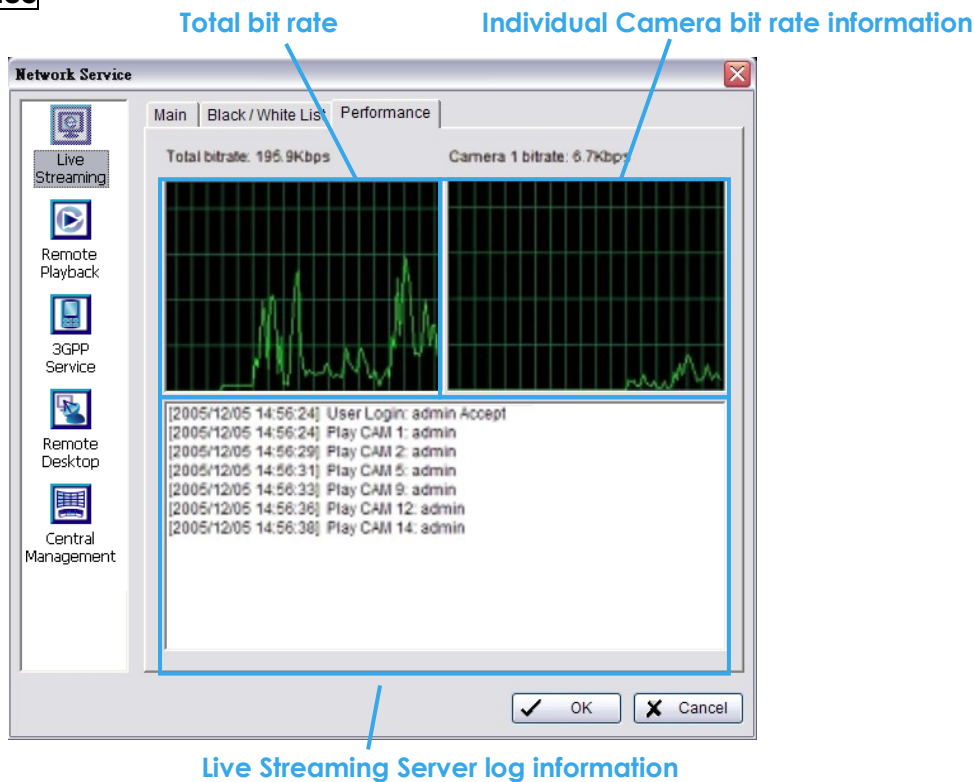 Total bit rate
Individual Camera bit rate information
Network Service
Main
Black / White List
Performance
Live
Streaming
Remote
Playback
3GPP
Service
Remote
Desktop
Central
Management
Total bitrate: 195.9Kbps
Camera 1 bitrate: 6.7Kbps
[2005/12/05 14:56:24] User Login: admin Accept
[2005/12/05 14:56:24] Play CAM 1: admin
[2005/12/05 14:56:29] Play CAM 2: admin
[2005/12/05 14:56:31] Play CAM 5: admin
[2005/12/05 14:56:33] Play CAM 9: admin
[2005/12/05 14:56:36] Play CAM 12: admin
[2005/12/05 14:56:38] Play CAM 14: admin
OK
Cancel
Live Streaming Server log information